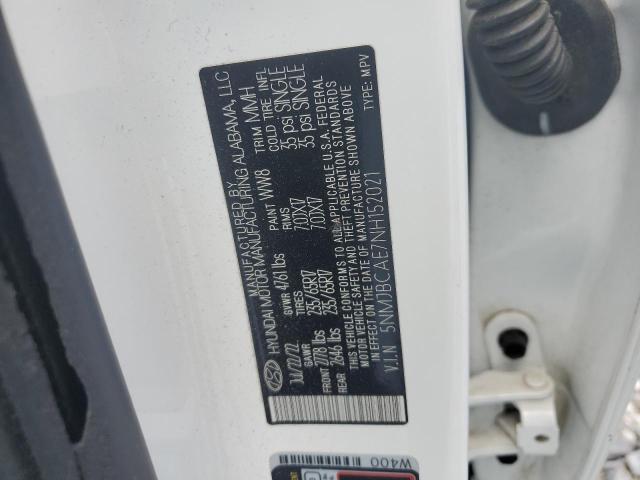 MANUFACTURED BY
HYUNDAI MOTOR MANUFACTURING ALABAMA, LLC
GVWR 4761 lbs PAINT WW8 TRIM MMH
GAWR TIRES RIMS COLD TIRE INFL
FRONT 2778 lbs 235/65R17 7.0JX17 35 psi SINGLE
REAR 2646 lbs 235/65R17 7.0JX17 35 psi SINGLE
THIS VEHICLE CONFORMS TO ALL APPLICABLE U.S.A. FEDERAL
MOTOR VEHICLE SAFETY AND THEFT PREVENTION STANDARDS
IN EFFECT ON THE DATE OF MANUFACTURE SHOWN ABOVE
V.I.N 5NMJBCAE7NH152021 TYPE: MPV
W400